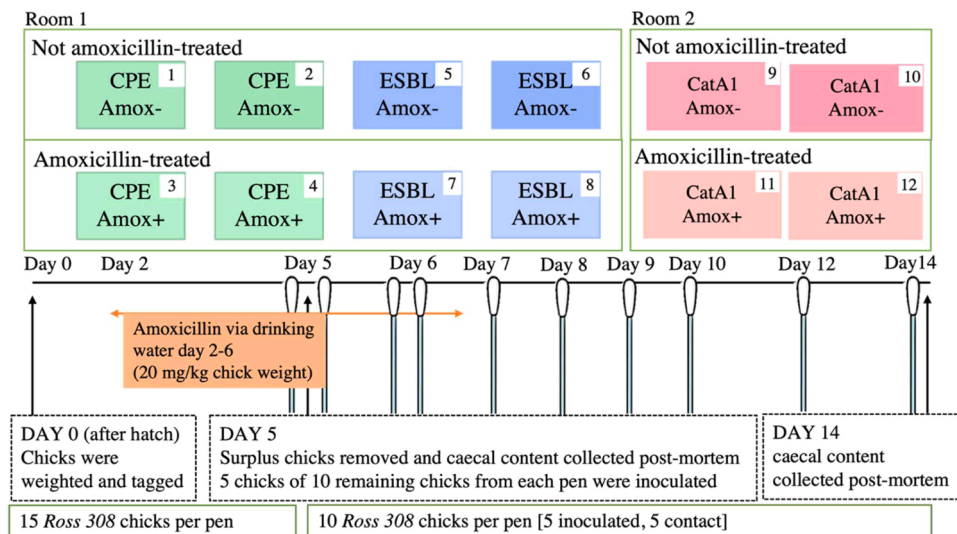 Room 1
Room 2
Not amoxicillin-treated
Not amoxicillin-treated
CPE
Amox-
1
CPE
Amox-
2
ESBL
Amox-
5
ESBL
Amox-
6
CatA1
Amox-
9
CatA1
Amox-
10
Amoxicillin-treated
Amoxicillin-treated
CPE
Amox+
3
CPE
Amox+
4
ESBL
Amox+
7
ESBL
Amox+
8
CatA1
Amox+
11
CatA1
Amox+
12
Day 0
Day 2
Day 5
Day 6
Day 7
Day 8
Day 9
Day 10
Day 12
Day14
Amoxicillin via drinking
water day 2-6
(20 mg/kg chick weight)
DAY 0 (after hatch)
Chicks were
weighted and tagged
DAY 5
Surplus chicks removed and caecal content collected post-mortem
5 chicks of 10 remaining chicks from each pen were inoculated
DAY 14
caecal content
collected post-mortem
15 Ross 308 chicks per pen
10 Ross 308 chicks per pen [5 inoculated, 5 contact]